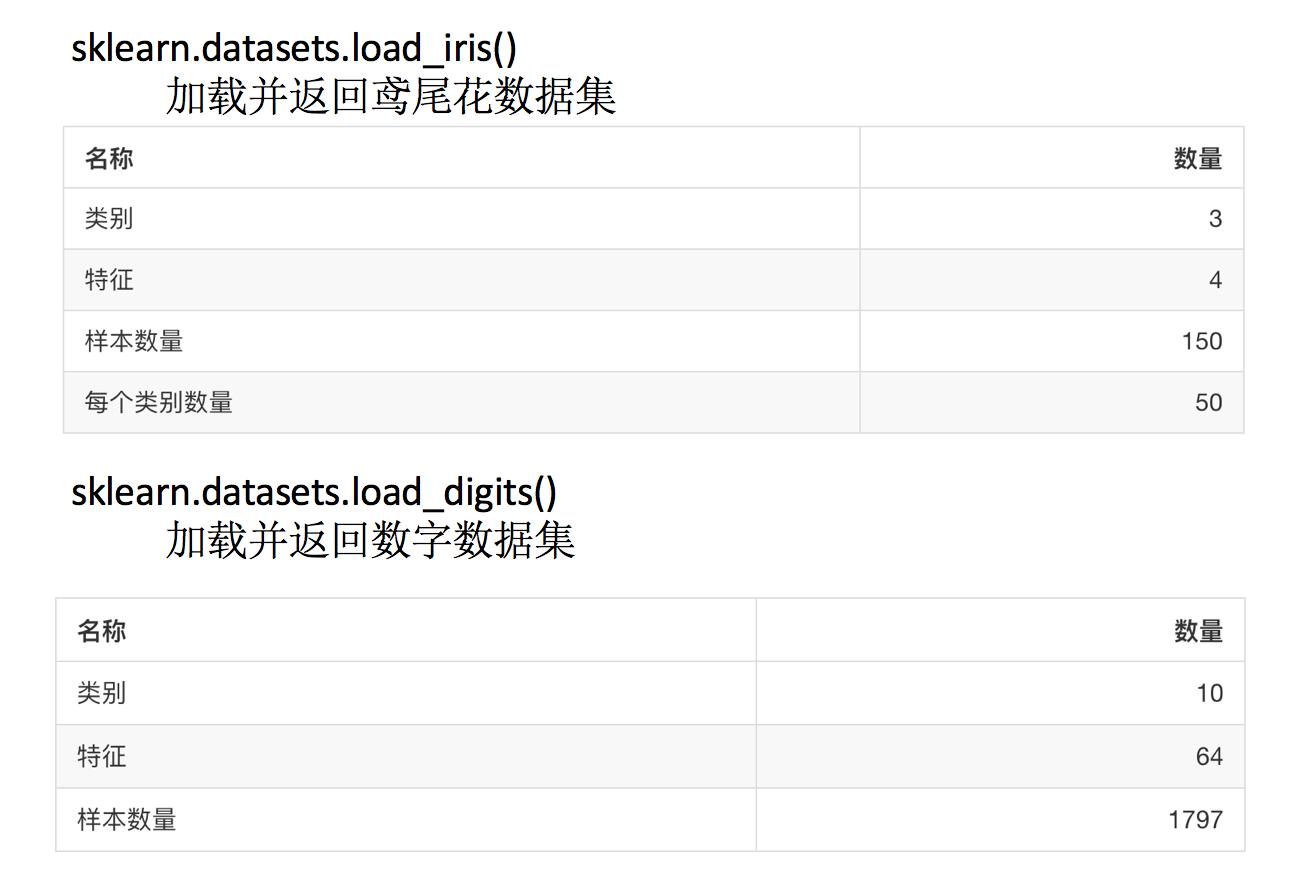 sklearn.datasets.load_iris()
加载并返回鸢尾花数据集
名称 数量
类别 3
特征 4
样本数量 150
每个类别数量 50
sklearn.datasets.load_digits()
加载并返回数字数据集
名称 数量
类别 10
特征 64
样本数量 1797